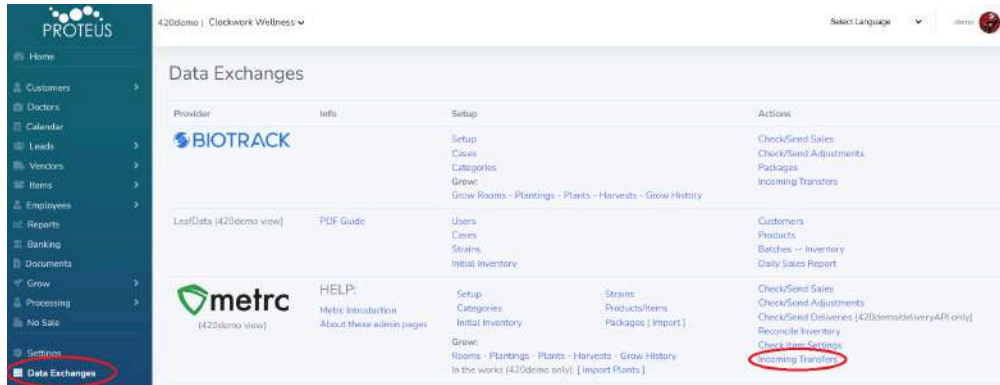 PROTEUS
420demo | Clockwork Wellness
Select Language
demo
Home
Customers
Doctors
Calendar
Leads
Vendors
Items
Employees
Reports
Banking
Documents
Grow
Processing
No Sale
Settings
Data Exchanges
Data Exchanges
Provider Info Setup Actions
BIOTRACK
Setup
Cases
Categories
Grow:
Grow Rooms - Plantings - Plants - Harvests - Grow History
Check/Send Sales
Check/Send Adjustments
Packages
Incoming Transfers
LeafData (420demo view)
PDF Guide
Users
Cases
Strains
Initial Inventory
Customers
Products
Batches -- Inventory
Daily Sales Report
metrc
(420demo view)
HELP:
Metrc Introduction
About these admin pages
Setup
Categories
Initial Inventory
Strains
Products/Items
Packages [ Import ]
Grow:
Rooms - Plantings - Plants - Harvests - Grow History
In the works (420demo only): [ Import Plants ]
Check/Send Sales
Check/Send Adjustments
Check/Send Deliveries (420demo/deliveryAPI only)
Reconcile Inventory
Check Item Settings
Incoming Transfers